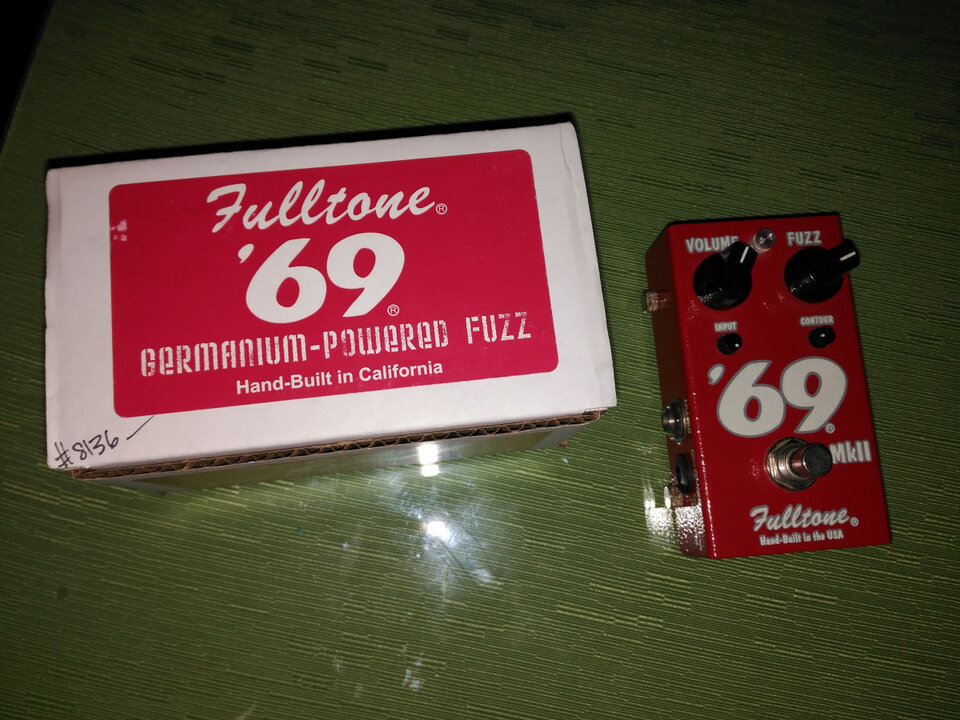 Fulltone®
'69®
GERMANIUM-POWERED FUZZ
Hand-Built in California
#8136
VOLUME FUZZ
INPUT CONTOUR
'69®
MkII
Fulltone®
Hand-Built in the USA